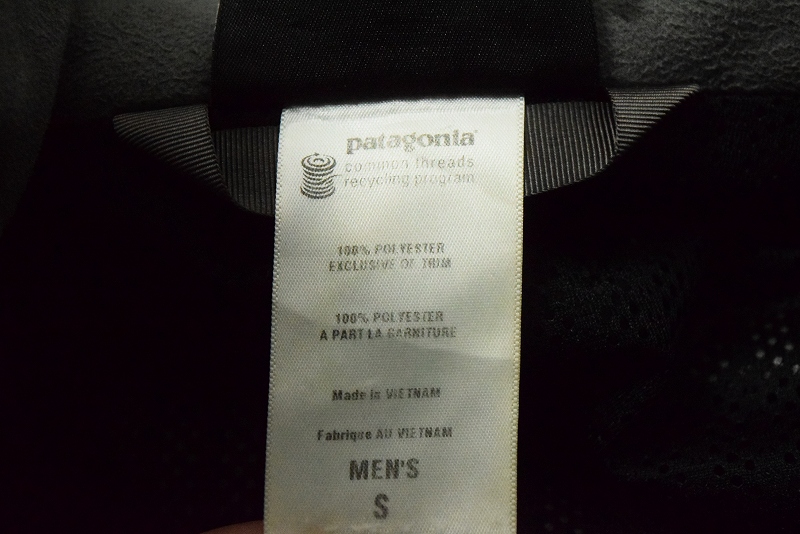 patagonia
common threads
recycling program
100% POLYESTER
EXCLUSIVE OF TRIM
100% POLYESTER
A PART LA GARNITURE
Made in VIETNAM
Fabrique AU VIETNAM
MEN'S
S